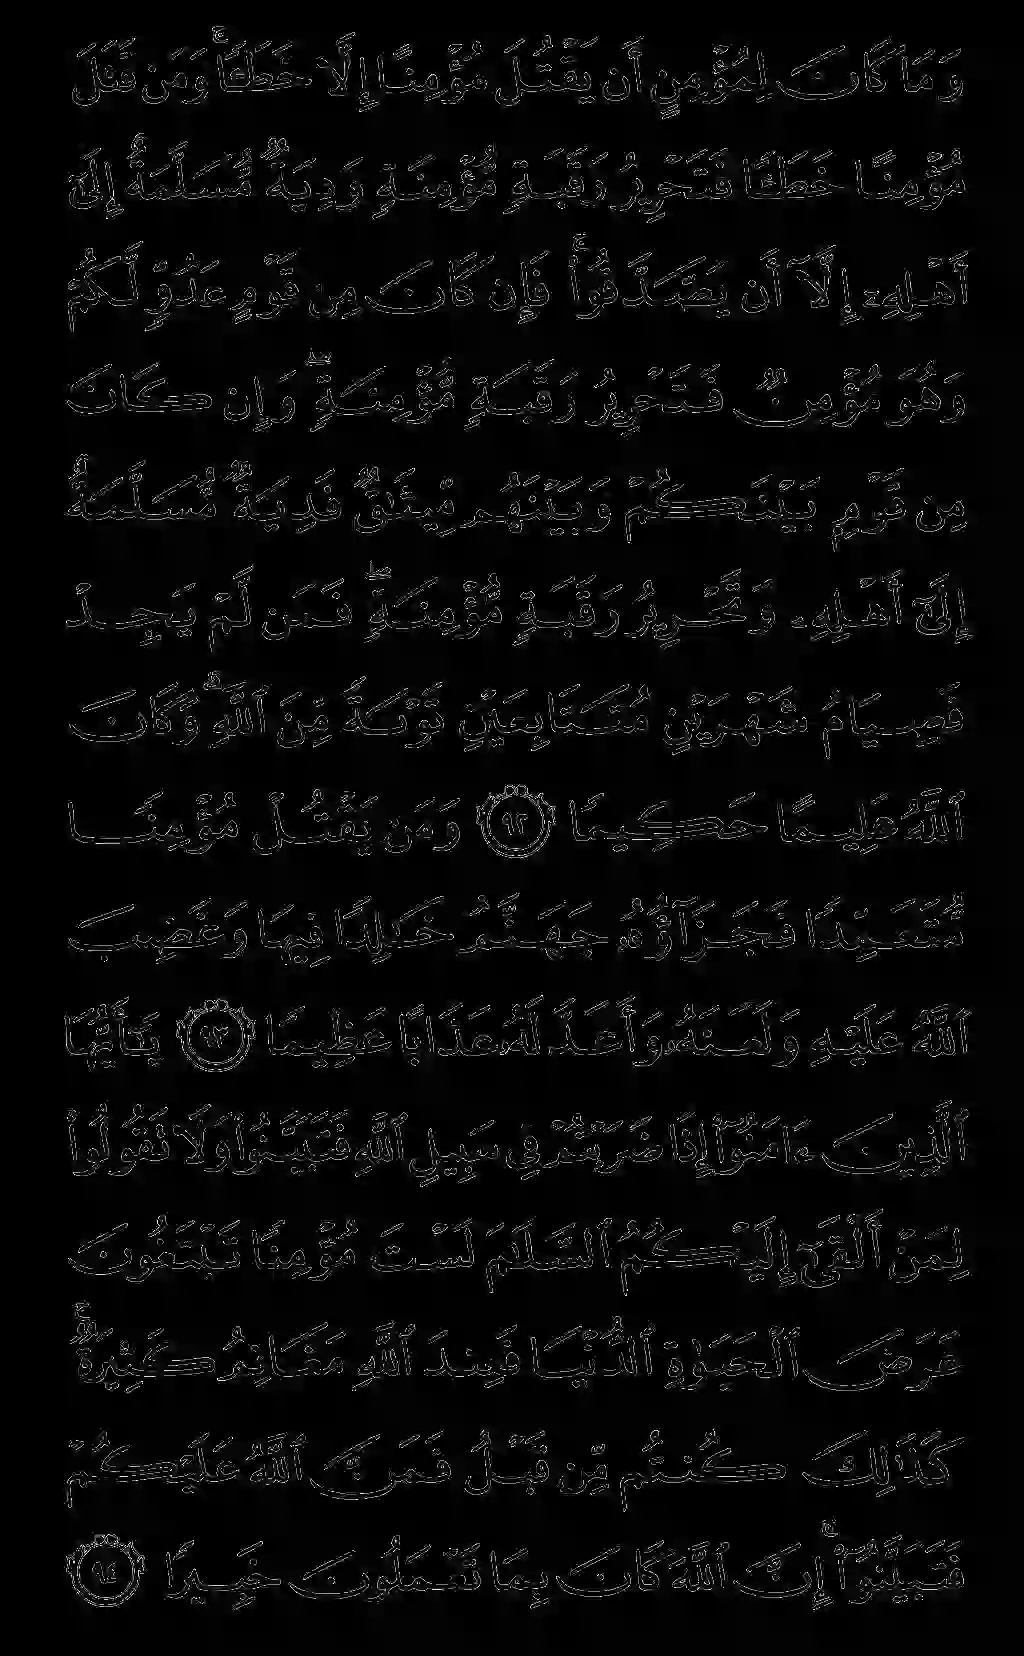 وَمَا كَانَ لِمُؤْمِنٍ أَن يَقْتُلَ مُؤْمِنًا إِلَّا خَطَـًٔا ۚ وَمَن قَتَلَ
مُؤْمِنًا خَطَـًٔا فَتَحْرِيرُ رَقَبَةٍ مُّؤْمِنَةٍ وَدِيَةٌ مُّسَلَّمَةٌ إِلَىٰٓ
أَهْلِهِۦٓ إِلَّآ أَن يَصَّدَّقُوا۟ ۚ فَإِن كَانَ مِن قَوْمٍ عَدُوٍّ لَّكُمْ
وَهُوَ مُؤْمِنٌ فَتَحْرِيرُ رَقَبَةٍ مُّؤْمِنَةٍ ۖ وَإِن كَانَ
مِن قَوْمٍۭ بَيْنَكُمْ وَبَيْنَهُم مِّيثَـٰقٌ فَدِيَةٌ مُّسَلَّمَةٌ
إِلَىٰٓ أَهْلِهِۦ وَتَحْرِيرُ رَقَبَةٍ مُّؤْمِنَةٍ ۖ فَمَن لَّمْ يَجِدْ
فَصِيَامُ شَهْرَيْنِ مُتَتَابِعَيْنِ تَوْبَةً مِّنَ ٱللَّهِ ۗ وَكَانَ
ٱللَّهُ عَلِيمًا حَكِيمًا ٩٢ وَمَن يَقْتُلْ مُؤْمِنًا
مُّتَعَمِّدًا فَجَزَآؤُهُۥ جَهَنَّمُ خَـٰلِدًا فِيهَا وَغَضِبَ
ٱللَّهُ عَلَيْهِ وَلَعَنَهُۥ وَأَعَدَّ لَهُۥ عَذَابًا عَظِيمًا ٩٣ يَـٰٓأَيُّهَا
ٱلَّذِينَ ءَامَنُوٓا۟ إِذَا ضَرَبْتُمْ فِى سَبِيلِ ٱللَّهِ فَتَبَيَّنُوا۟ وَلَا تَقُولُوا۟
لِمَنْ أَلْقَىٰٓ إِلَيْكُمُ ٱلسَّلَـٰمَ لَسْتَ مُؤْمِنًا تَبْتَغُونَ
عَرَضَ ٱلْحَيَوٰةِ ٱلدُّنْيَا فَعِندَ ٱللَّهِ مَغَانِمُ كَثِيرَةٌ ۚ
كَذَٰلِكَ كُنتُم مِّن قَبْلُ فَمَنَّ ٱللَّهُ عَلَيْكُمْ
فَتَبَيَّنُوٓا۟ ۚ إِنَّ ٱللَّهَ كَانَ بِمَا تَعْمَلُونَ خَبِيرًا ٩٤